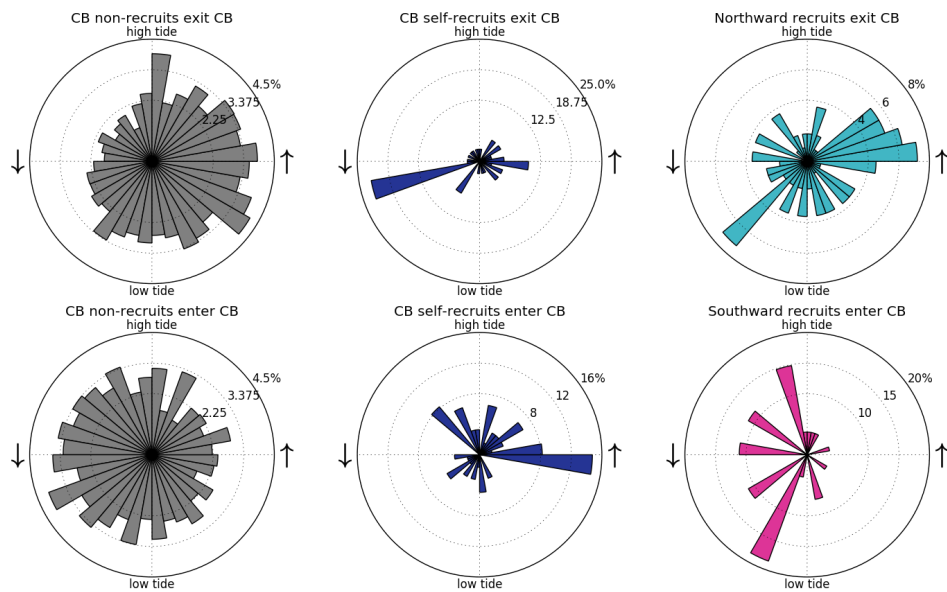 CB non-recruits exit CB
high tide
4.5%
3.375
2.25
↓
↑
low tide
CB self-recruits exit CB
high tide
25.0%
18.75
12.5
↓
↑
low tide
Northward recruits exit CB
high tide
8%
6
4
↓
↑
low tide
CB non-recruits enter CB
high tide
4.5%
3.375
2.25
↓
↑
low tide
CB self-recruits enter CB
high tide
16%
12
8
↓
↑
low tide
Southward recruits enter CB
high tide
20%
15
10
↓
↑
low tide